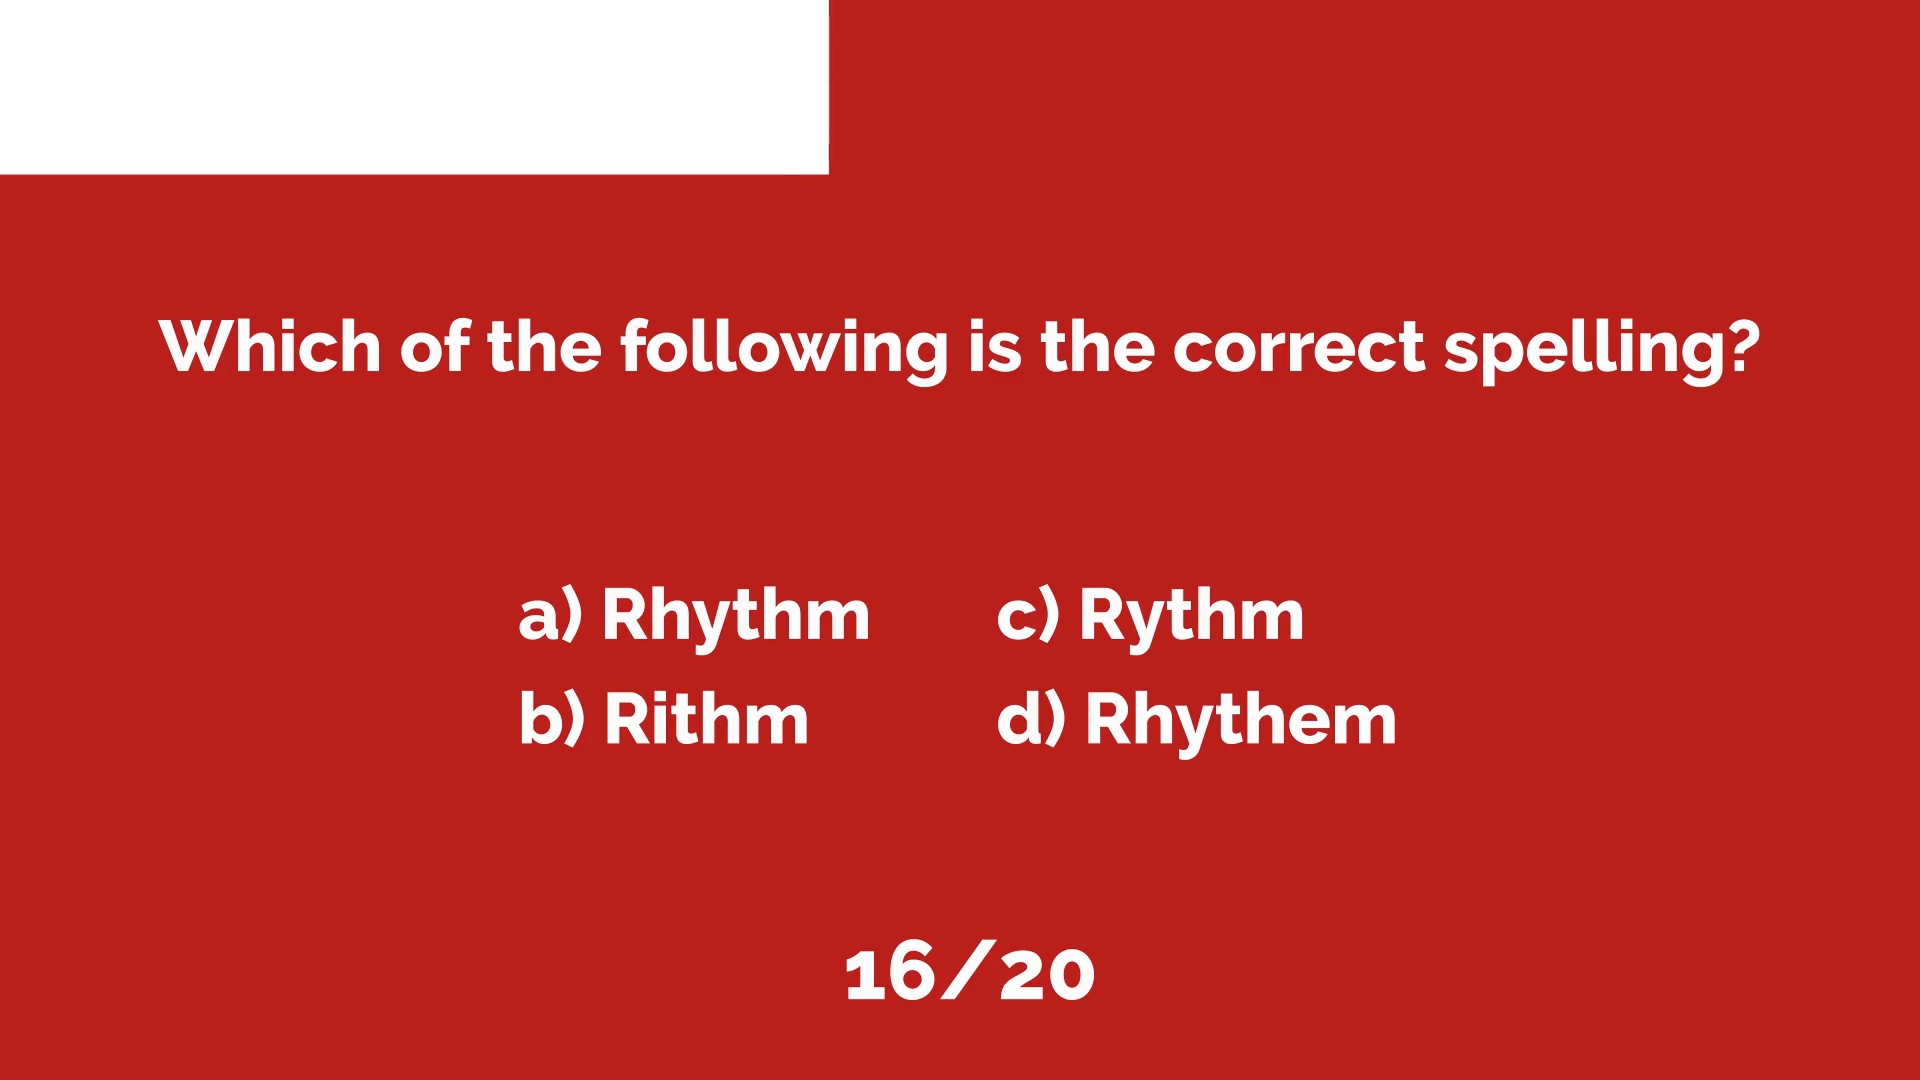 Which of the following is the correct spelling?
a) Rhythm
b) Rithm
c) Rythm
d) Rhythem
16/20